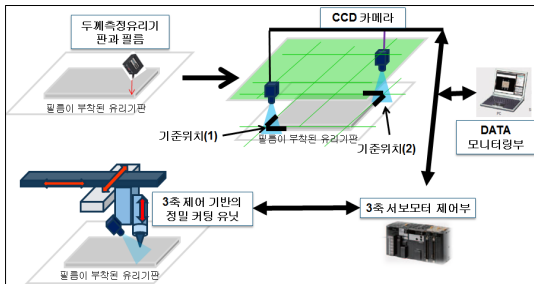 두께측정유리기
판과 필름
필름이 부착된 유리기판
CCD 카메라
기준위치(1)
필름이 부착된 유리기판
기준위치(2)
DATA
모니터링부
3축 제어 기반의
정밀 커팅 유닛
3축 서보모터 제어부
필름이 부착된 유리기판